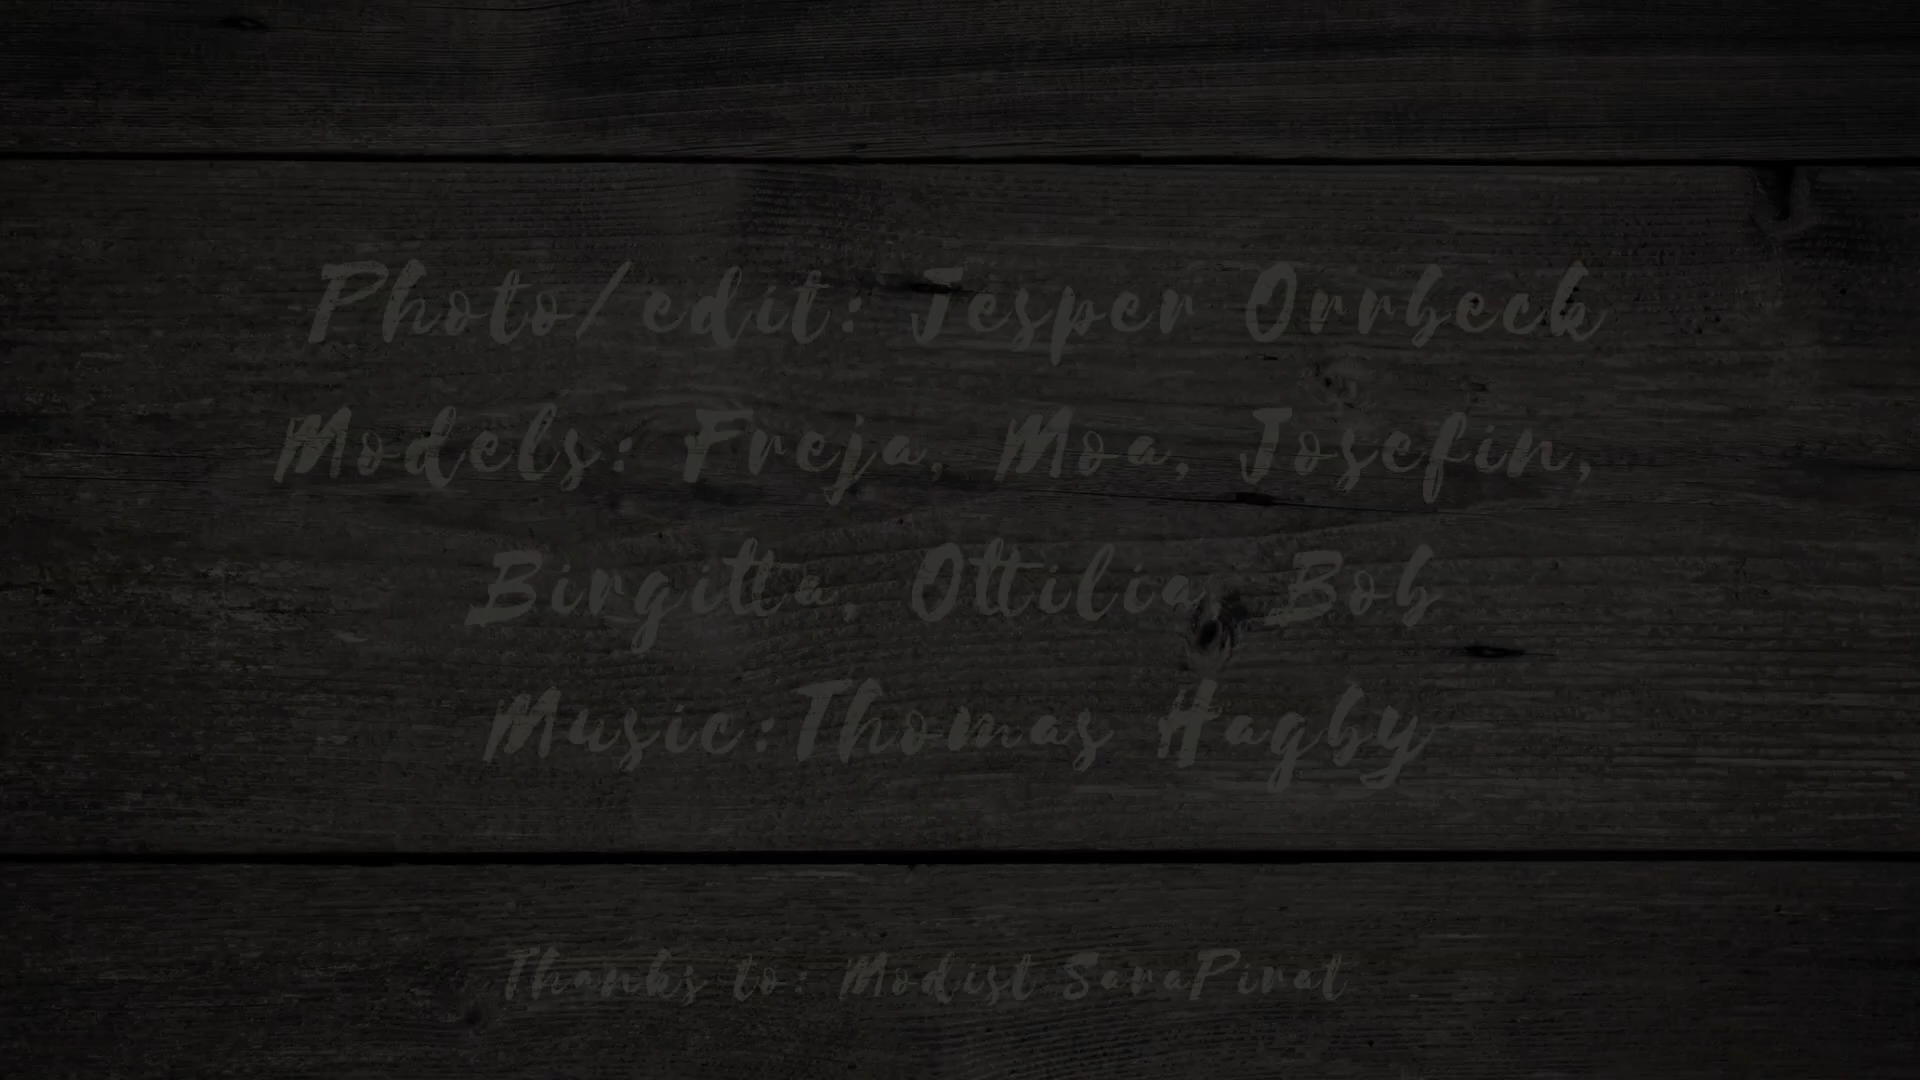 Photo/edit: Jesper Orrbeck
Models: Freja, Moa, Josefin,
Birgitta, Ottilia, Bob
Music:Thomas Hagby
Thanks to: Modist SaraPirat